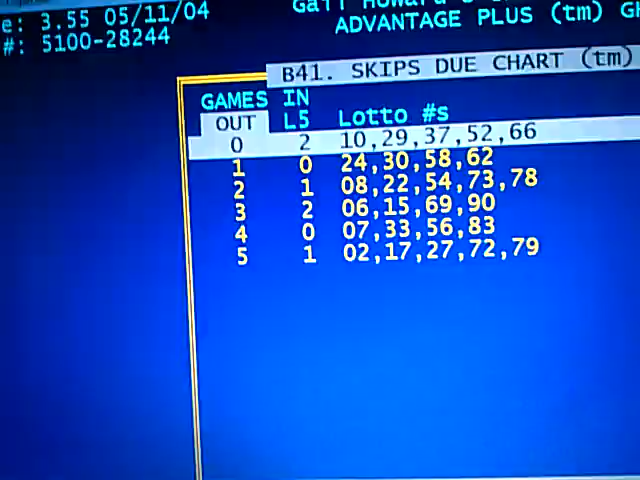 e: 3.55 05/11/04
#: 5100-28244
Gail Howard's
ADVANTAGE PLUS (tm)
B41. SKIPS DUE CHART (tm)
GAMES IN
OUT L5 Lotto #s
0 2 10,29,37,52,66
1 0 24,30,58,62
2 1 08,22,54,73,78
3 2 06,15,69,90
4 0 07,33,56,83
5 1 02,17,27,72,79